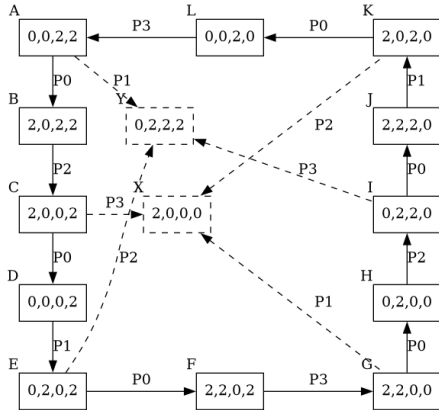 A L K
0,0,2,2 P3 0,0,2,0 P0 2,0,2,0
P0 P1
B Y P2 P1 J
2,0,2,2 0,2,2,2 2,2,2,0
P2 P3 P0
C X I
2,0,0,2 P3 2,0,0,0 0,2,2,0
P0 P2 P2
D P1 H
0,0,0,2 0,2,0,0
P1 P0
E F G
0,2,0,2 P0 2,2,0,2 P3 2,2,0,0